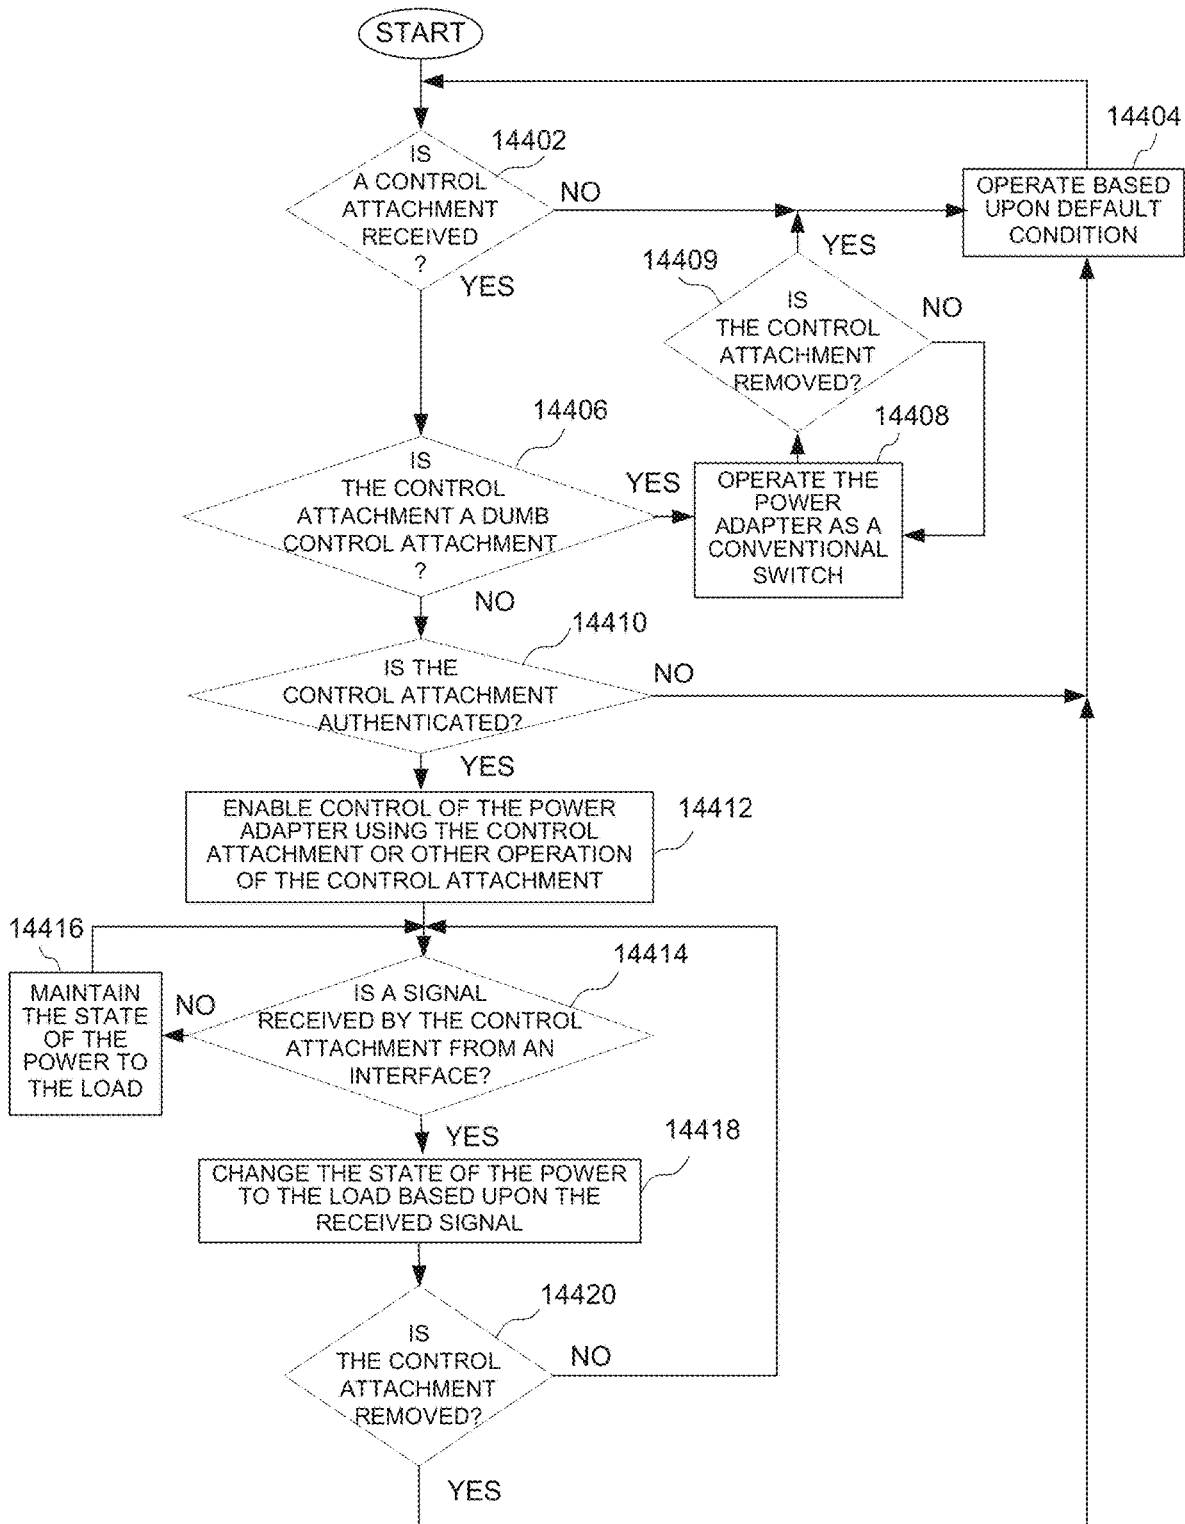 START
14402
IS
A CONTROL
ATTACHMENT
RECEIVED
?
NO
YES
14404
OPERATE BASED
UPON DEFAULT
CONDITION
YES
14409
IS
THE CONTROL
ATTACHMENT
REMOVED?
NO
14406
IS
THE CONTROL
ATTACHMENT A DUMB
CONTROL ATTACHMENT
?
YES
NO
14408
OPERATE THE
POWER
ADAPTER AS A
CONVENTIONAL
SWITCH
14410
IS THE
CONTROL ATTACHMENT
AUTHENTICATED?
NO
YES
ENABLE CONTROL OF THE POWER
ADAPTER USING THE CONTROL
ATTACHMENT OR OTHER OPERATION
OF THE CONTROL ATTACHMENT
14412
14416
MAINTAIN
THE STATE
OF THE
POWER TO
THE LOAD
NO
14414
IS A SIGNAL
RECEIVED BY THE CONTROL
ATTACHMENT FROM AN
INTERFACE?
YES
14418
CHANGE THE STATE OF THE POWER
TO THE LOAD BASED UPON THE
RECEIVED SIGNAL
14420
IS
THE CONTROL
ATTACHMENT
REMOVED?
NO
YES